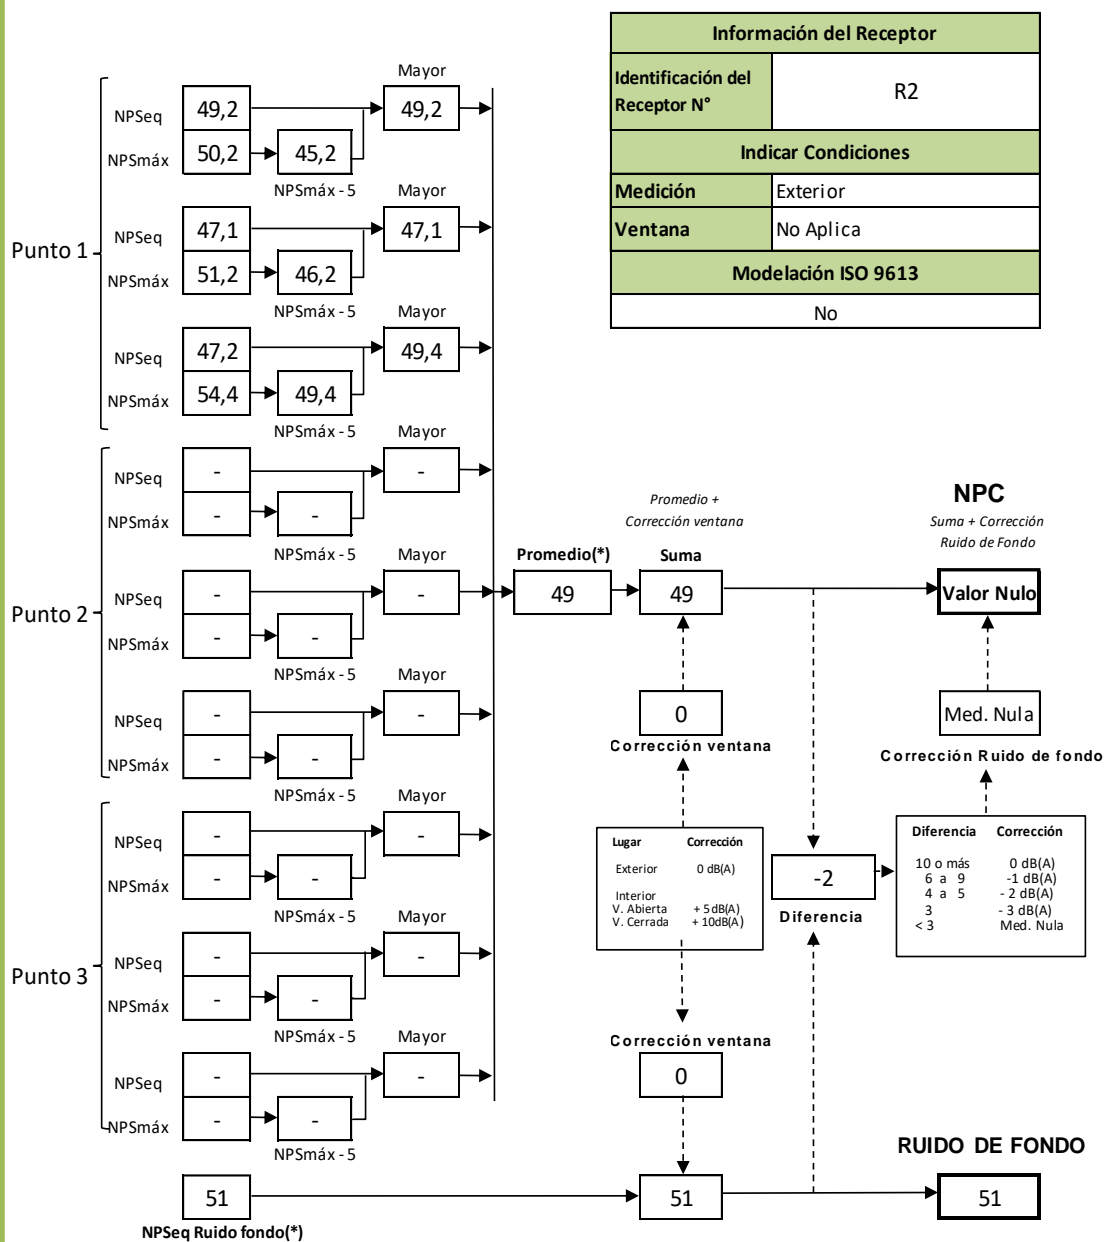 Información del Receptor
Identificación del
Receptor N°
R2
Indicar Condiciones
Medición
Exterior
Ventana
No Aplica
Modelación ISO 9613
No
Punto 1
Mayor
NPSeq
49,2
49,2
NPSmáx
50,2
45,2
NPSmáx - 5
Mayor
NPSeq
47,1
47,1
NPSmáx
51,2
46,2
NPSmáx - 5
Mayor
NPSeq
47,2
49,4
NPSmáx
54,4
49,4
NPSmáx - 5
Punto 2
Mayor
NPSeq
-
-
NPSmáx
-
-
NPSmáx - 5
Mayor
NPSeq
-
-
NPSmáx
-
-
NPSmáx - 5
Mayor
NPSeq
-
-
NPSmáx
-
-
NPSmáx - 5
Punto 3
Mayor
NPSeq
-
-
NPSmáx
-
-
NPSmáx - 5
Mayor
NPSeq
-
-
NPSmáx
-
-
NPSmáx - 5
Mayor
NPSeq
-
-
NPSmáx
-
-
NPSmáx - 5
Promedio(*)
49
Promedio +
Corrección ventana
Suma
49
0
Corrección ventana
Lugar Corrección
Exterior 0 dB(A)
Interior
V. Abierta + 5dB(A)
V. Cerrada + 10dB(A)
Corrección ventana
0
NPC
Suma + Corrección
Ruido de Fondo
Valor Nulo
Med. Nula
Corrección Ruido de fondo
Diferencia Corrección
10 o más 0 dB(A)
6 a 9 -1 dB(A)
4 a 5 - 2 dB(A)
3 - 3 dB(A)
< 3 Med. Nula
-2
Diferencia
51
NPSeq Ruido fondo(*)
51
RUIDO DE FONDO
51